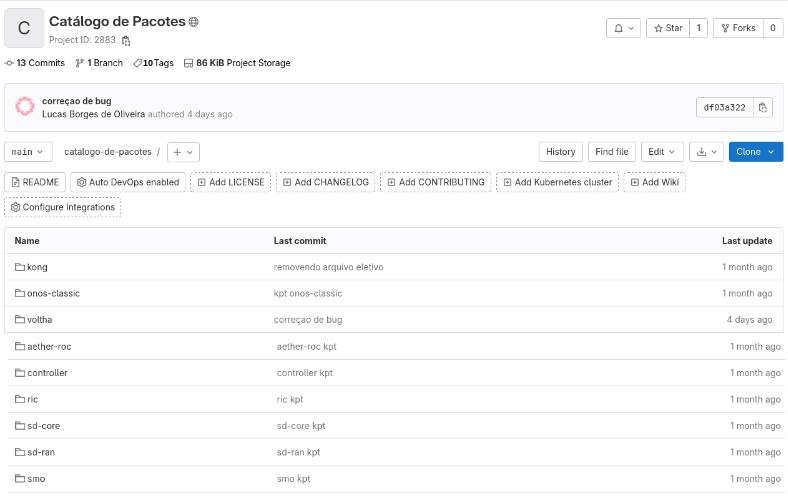 C
Catálogo de Pacotes
Project ID: 2883
Star 1
Forks 0
13 Commits 1 Branch 10 Tags 86 KiB Project Storage
correçao de bug
Lucas Borges de Oliveira authored 4 days ago
df03a322
main catalogo-de-pacotes / + History Find file Edit Clone
README Auto DevOps enabled Add LICENSE Add CHANGELOG Add CONTRIBUTING Add Kubernetes cluster Add Wiki
Configure Integrations
Name Last commit Last update
kong removendo arquivo eletivo 1 month ago
onos-classic kpt onos-classic 1 month ago
voltha correçao de bug 4 days ago
aether-roc aether-roc kpt 1 month ago
controller controller kpt 1 month ago
ric ric kpt 1 month ago
sd-core sd-core kpt 1 month ago
sd-ran sd-ran kpt 1 month ago
smo smo kpt 1 month ago